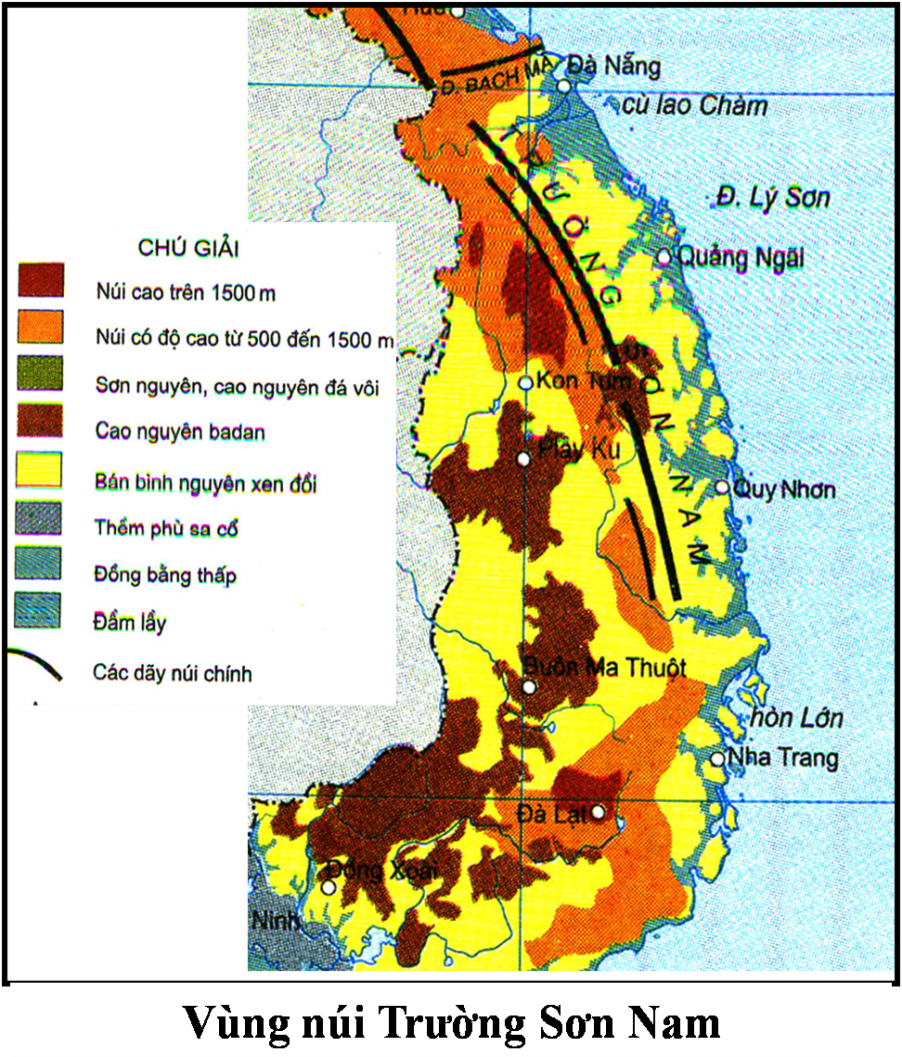 Huế
D. BẠCH MÃ
Đà Nẵng
cù lao Chàm
Đ. Lý Sơn
TRƯỜNG SƠN NAM
Quảng Ngãi
CHÚ GIẢI
Núi cao trên 1500 m
Núi có độ cao từ 500 đến 1500 m
Sơn nguyên, cao nguyên đá vôi
Cao nguyên badan
Bán bình nguyên xen đồi
Thềm phù sa cổ
Đồng bằng thấp
Đầm lầy
Các dãy núi chính
Kon Tum
Plây Ku
Quy Nhơn
Buôn Ma Thuột
hòn Lớn
Nha Trang
Đà Lạt
Đồng Xoài
Ninh
Vùng núi Trường Sơn Nam